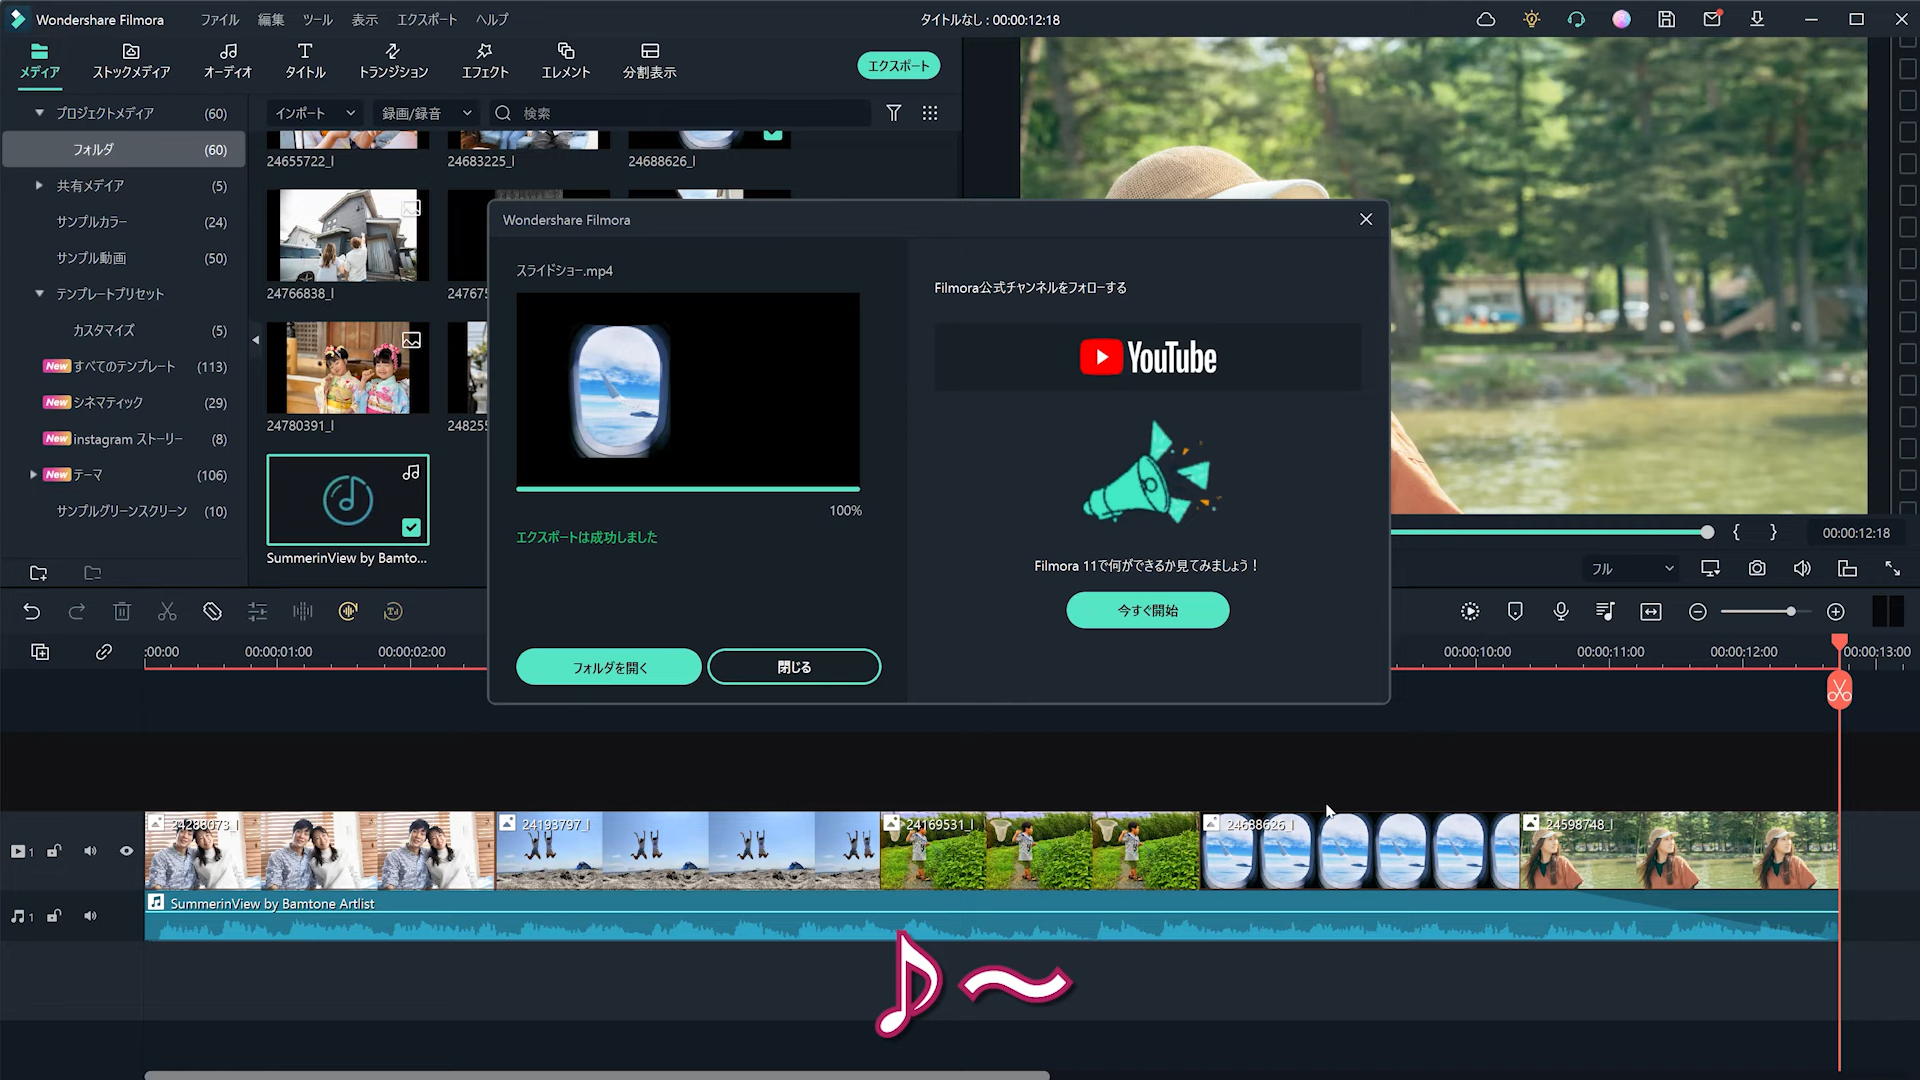 Wondershare Filmora
ファイル 編集 ツール 表示 エクスポート ヘルプ
タイトルなし : 00:00:12:18
メディア ストックメディア オーディオ タイトル トランジション エフェクト エレメント 分割表示
エクスポート
プロジェクトメディア (60)
フォルダ (60)
共有メデイア (5)
サンプルカラー (24)
サンプル動画 (50)
テンプレートプリセット
カスタマイズ (5)
New すべてのテンプレート (113)
New シネマティック (29)
New instagram ストーリー (8)
New テーマ (106)
サンプルグリーンスクリーン (10)
インポート 録画/録音 検索
24655722_l 24683225_l 24688626_l
24766838_l 24767
24780391_l 24825
SummerinView by Bamto...
Wondershare Filmora
スライドショー.mp4
100%
エクスポートは成功しました
フォルダを開く 閉じる
Filmora公式チャンネルをフォローする
YouTube
Filmora 11で何ができるか見てみましょう！
今すぐ開始
{ } 00:00:12:18
フル
:00:00 00:00:01:00 00:00:02:00 00:00:10:00 00:00:11:00 00:00:12:00 00:00:13:00
24288073_l 24193797_l 24169531_l 24688626_l 24598748_l
1
SummerinView by Bamtone Artlist
1
♪〜